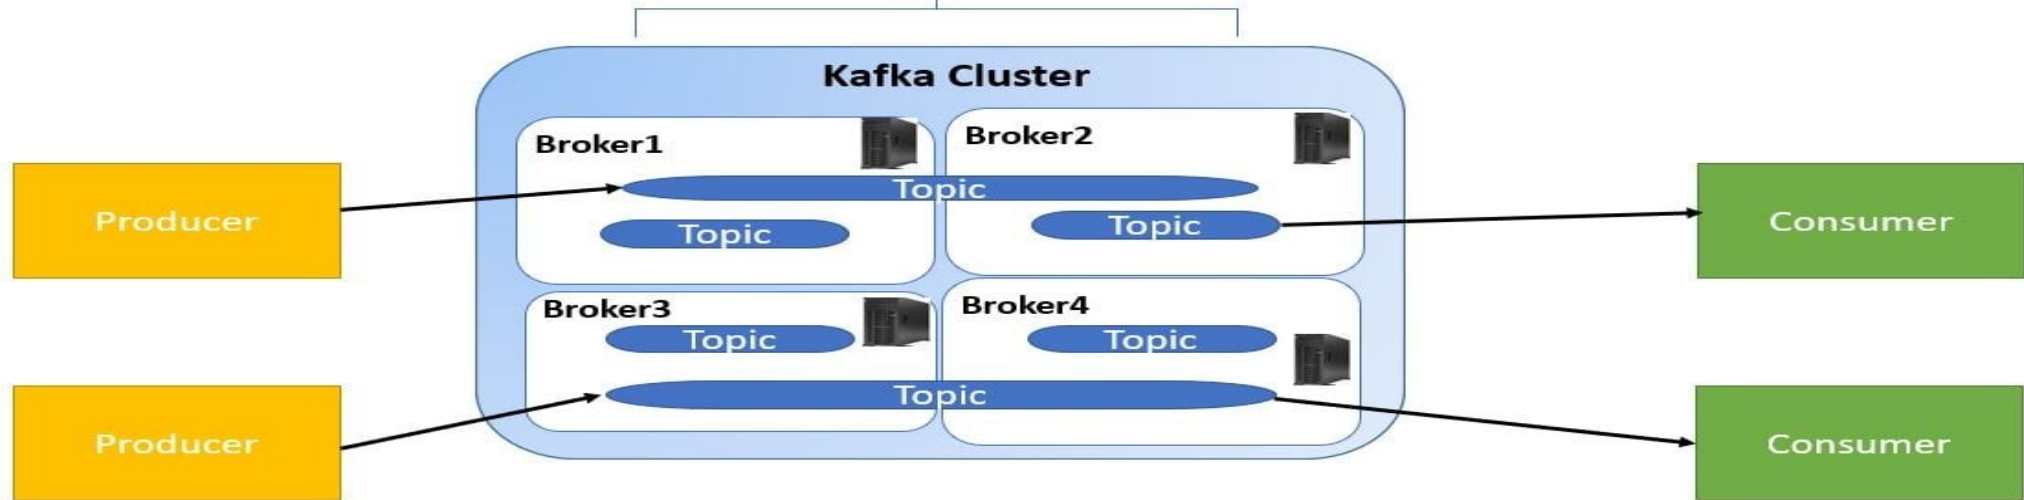 Kafka Cluster
Broker1
Broker2
Topic
Topic
Topic
Producer
Consumer
Broker3
Broker4
Topic
Topic
Topic
Producer
Consumer